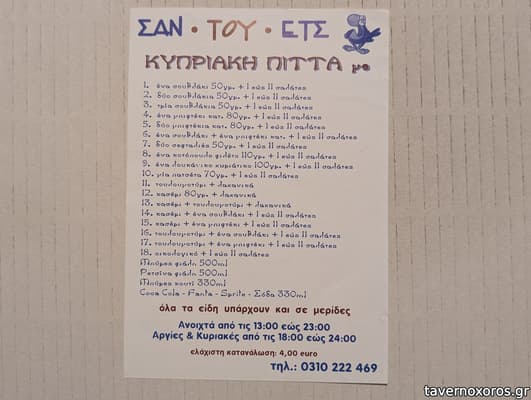 ΣΑΝ • ΤΟΥ • ΕΤΣ
ΚΥΠΡΙΑΚΗ ΠΙΤΤΑ με
1. ένα σουβλάκι 50γρ. + 1 εώς 11 σαλάτες
2. δύο σουβλάκια 50γρ. + 1 εώς 11 σαλάτες
3. τρία σουβλάκια 50γρ. + 1 εώς 11 σαλάτες
4. ένα μπιφτέκι κατ. 80γρ. + 1 εώς 11 σαλάτες
5. δύο μπιφτέκια κατ. 80γρ. + 1 εώς 11 σαλάτες
6. ένα σουβλάκι + ένα μπιφτέκι κατ. + 1 εώς 11 σαλάτες
7. δύο σεφταλιές 50γρ. + 1 εώς 11 σαλάτες
8. ένα κοτόπουλο φιλέτο 110γρ. + 1 εώς 11 σαλάτες
9. ένα λουκάνικο χωριάτικο 100γρ. + 1 εώς 11 σαλάτες
10. μία πατσέτα 70γρ. + 1 εώς 11 σαλάτες
11. τουλουμοτύρι + λαχανικά
12. κασέρι 80γρ. + λαχανικά
13. κασέρι + τουλουμοτύρι + λαχανικά
14. κασέρι + ένα σουβλάκι + 1 εώς 11 σαλάτες
15. κασέρι + ένα μπιφτέκι + 1 εώς 11 σαλάτες
16. τουλουμοτύρι + ένα σουβλάκι + 1 εώς 11 σαλάτες
17. τουλουμοτύρι + ένα μπιφτέκι + 1 εώς 11 σαλάτες
18. οικολογικό + 1 εώς 11 σαλάτες
Μπύρες φιάλη 500ml
Ρετσίνα φιάλη 500ml
Μπύρες κουτί 330ml
Coca Cola - Fanta - Sprite - Σόδα 330ml
όλα τα είδη υπάρχουν και σε μερίδες
Ανοιχτά από τις 13:00 εώς 23:00
Αργίες & Κυριακές από τις 18:00 εώς 24:00
ελάχιστη κατανάλωση: 4,00 euro
τηλ.: 0310 222 469
tavernoxoros.gr